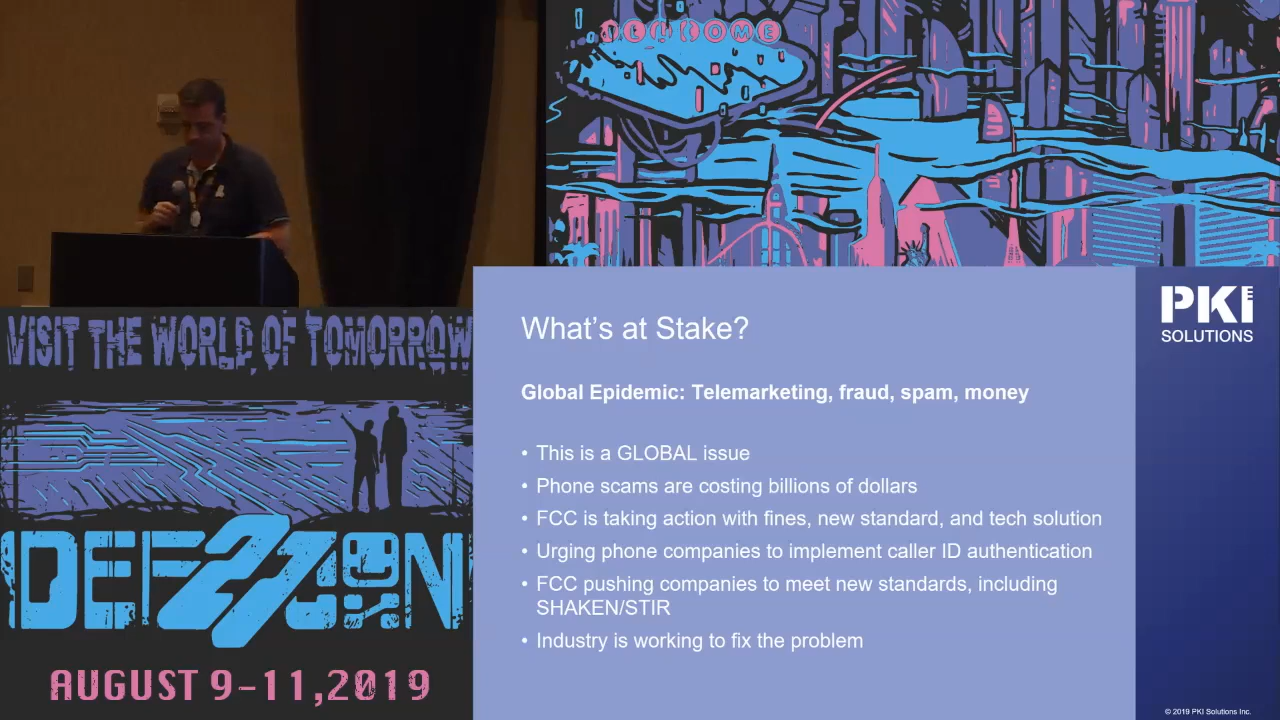 WELCOME
VISIT THE WORLD OF TOMORROW
DEF CON
27
AUGUST 9-11,2019
PKI
SOLUTIONS
What's at Stake?
Global Epidemic: Telemarketing, fraud, spam, money
• This is a GLOBAL issue
• Phone scams are costing billions of dollars
• FCC is taking action with fines, new standard, and tech solution
• Urging phone companies to implement caller ID authentication
• FCC pushing companies to meet new standards, including
SHAKEN/STIR
• Industry is working to fix the problem
© 2019 PKI Solutions Inc.